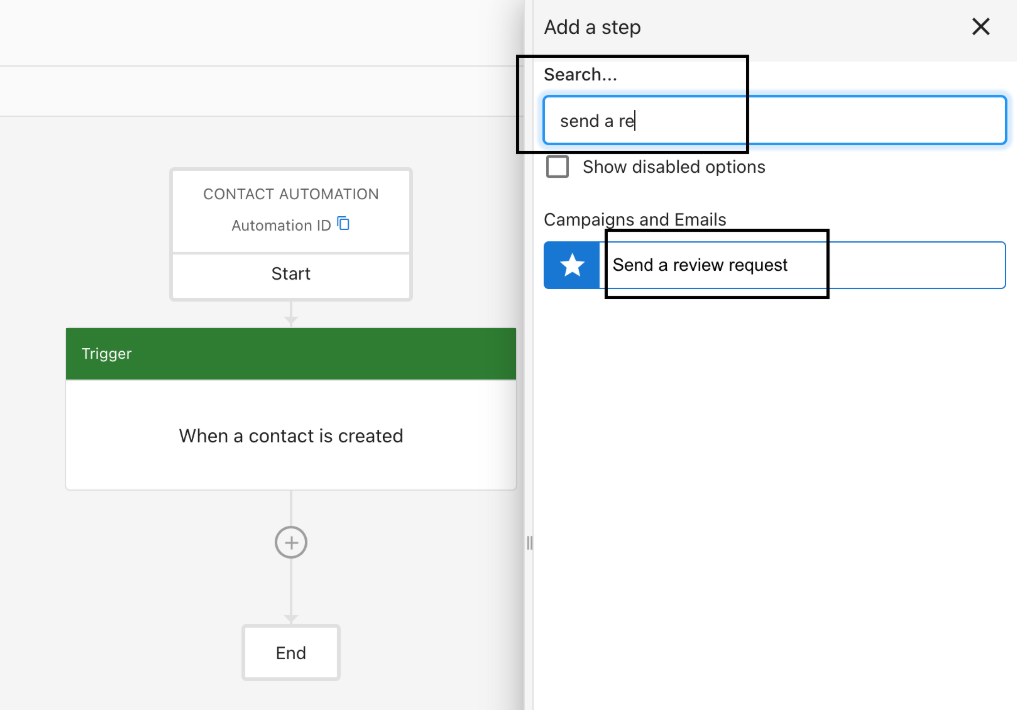 Add a step
Search...
send a re
Show disabled options
Campaigns and Emails
Send a review request
CONTACT AUTOMATION
Automation ID
Start
Trigger
When a contact is created
End